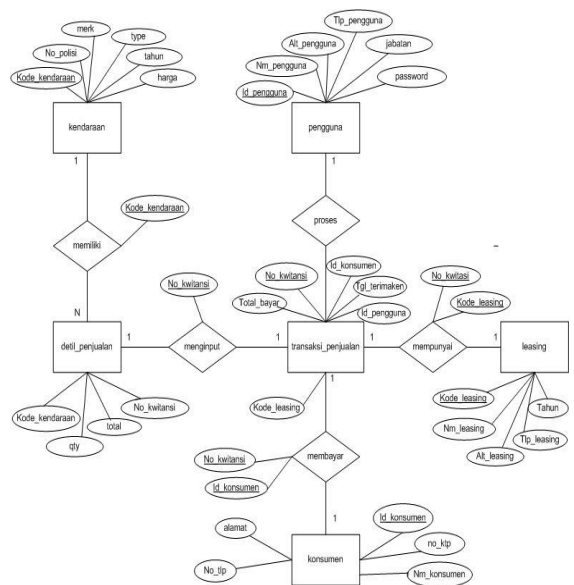 merk
type
No_polisi
tahun
Kode_kendaraan
harga
kendaraan
1
Tlp_pengguna
Alt_pengguna
jabatan
Nm_pengguna
password
Id_pengguna
pengguna
1
Kode_kendaraan
memiliki
N
proses
No_kwitansi
Id_konsumen
No_kwitansi
Tgl_terimaken
Total_bayar
Id_pengguna
1
No_kwitasi
Kode_leasing
detil_penjualan
1
menginput
1
transaksi_penjualan
1
mempunyai
1
leasing
Kode_kendaraan
qty
total
No_kwitansi
Kode_leasing
1
Kode_leasing
Tahun
Nm_leasing
Tlp_leasing
Alt_leasing
No_kwitansi
Id_konsumen
membayar
1
alamat
No_tlp
konsumen
Id_konsumen
no_ktp
Nm_konsumen